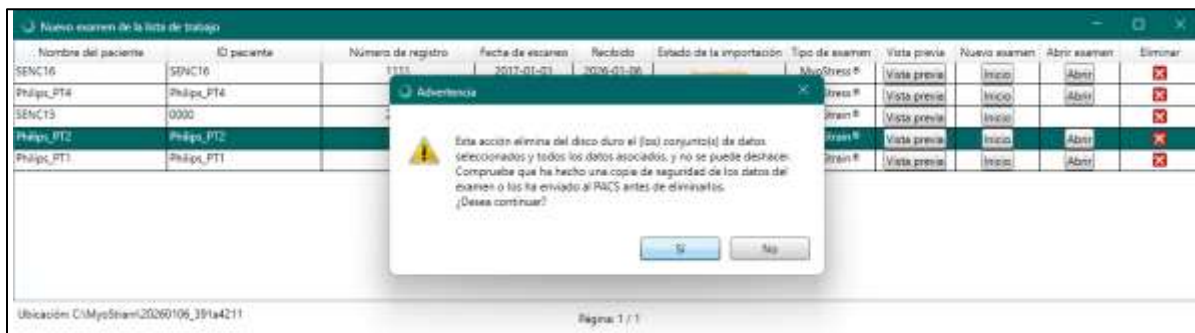 Nuevo examen de la lista de trabajo
Nombre del paciente ID paciente Número de registro Fecha de escaneo Recibido Estado de la importación Tipo de examen Vista previa Nuevo examen Abrir examen Eliminar
SENC16 SENC16 1111 2017-01-03 2026-01-06 MyoStress® Vista previa Inicio Abrir
Philips_PT4 Philips_PT4 Stress® Vista previa Inicio Abrir
SENC15 0000 Strain® Vista previa Inicio
Philips_PT2 Philips_PT2 Strain® Vista previa Inicio Abrir
Philips_PT1 Philips_PT1 Strain® Vista previa Inicio Abrir
Advertencia
Esta acción elimina del disco duro el (los) conjunto(s) de datos
seleccionados y todos los datos asociados, y no se puede deshacer.
Compruebe que ha hecho una copia de seguridad de los datos del
examen o los ha enviado al PACS antes de eliminarlos.
¿Desea continuar?
Sí No
Ubicación: C:\MyoStrain\20260106_391a4211 Página: 1 / 1